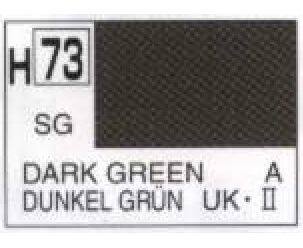 H 73
SG
DARK GREEN A
DUNKEL GRÜN UK・II